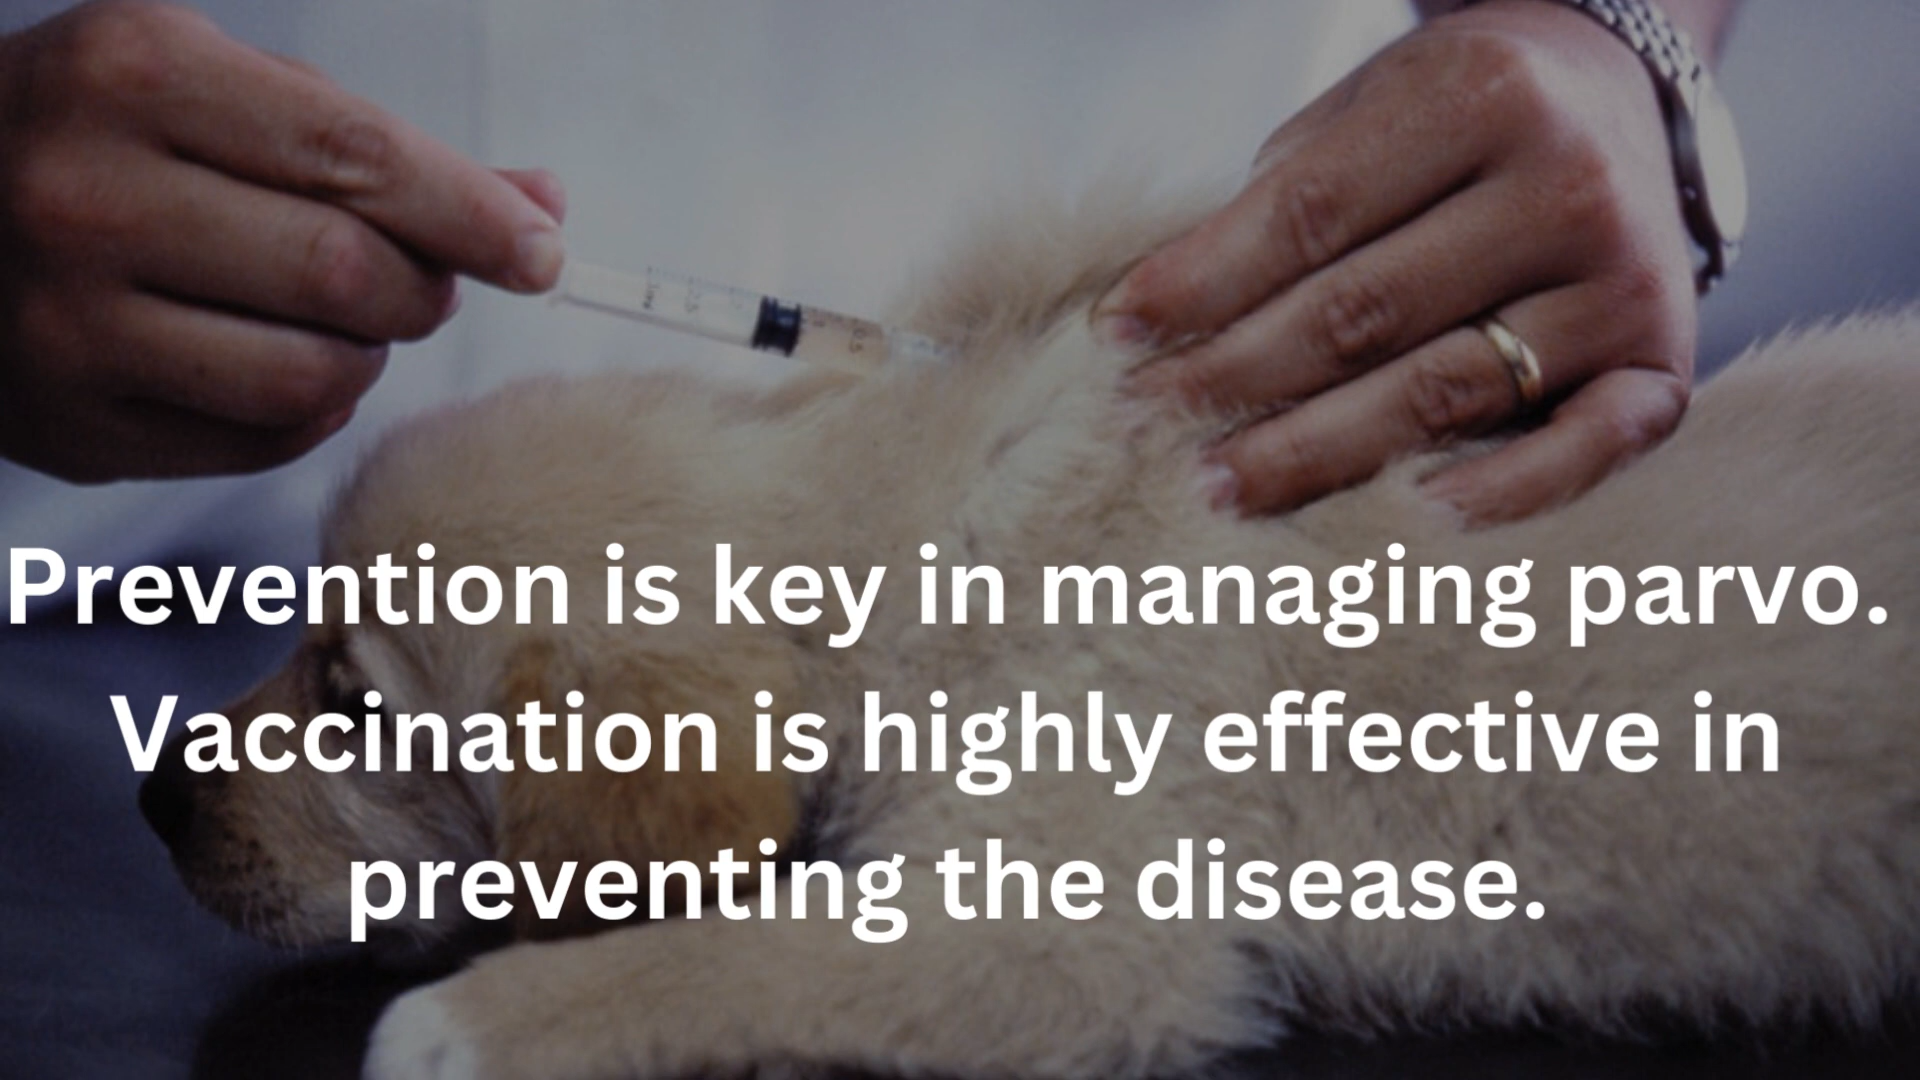 Prevention is key in managing parvo.
Vaccination is highly effective in
preventing the disease.